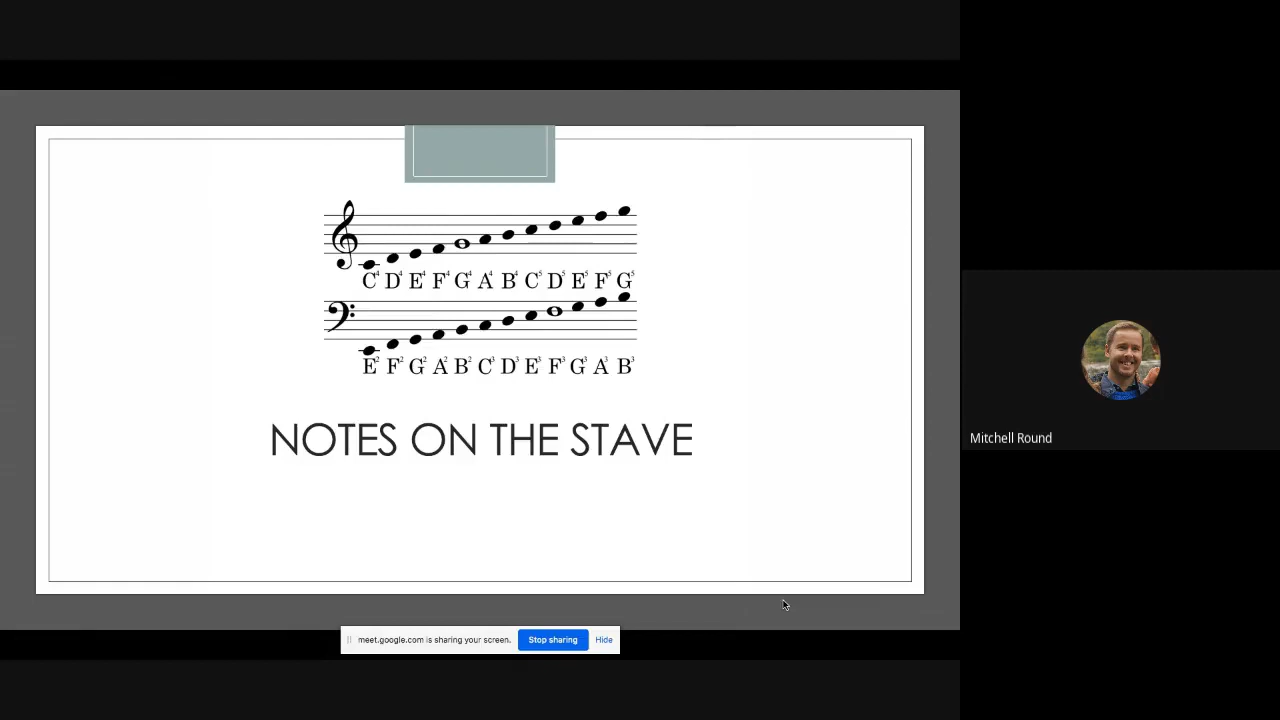 C4 D4 E4 F4 G4 A4 B4 C5 D5 E5 F5 G5
E2 F2 G2 A2 B2 C3 D3 E3 F3 G3 A3 B3
NOTES ON THE STAVE
Mitchell Round
meet.google.com is sharing your screen. Stop sharing Hide